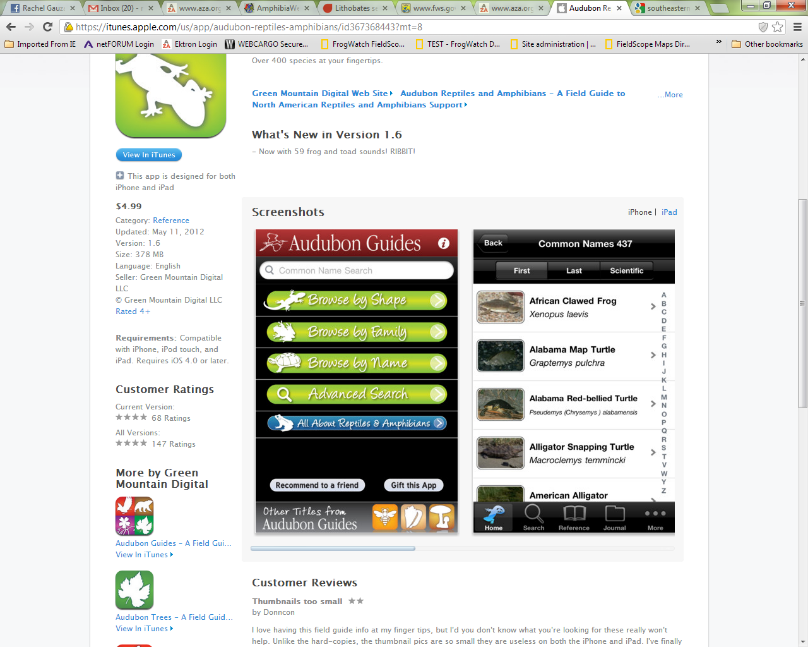 Rachel Gauz
Inbox (20) -
www.aza.o
AmphibiaWe
Lithobates se
www.fws.go
www.aza.org
Audubon Re
southeastern
https://itunes.apple.com/us/app/audubon-reptiles-amphibians/id367368443?mt=8
Imported From IE
netFORUM Login
Ektron Login
WEBCARGO Secure...
FrogWatch FieldSco...
TEST - FrogWatch D...
Site administration |...
FieldScope Maps Dir...
»
Other bookmarks
Over 400 species at your fingertips.
Green Mountain Digital Web Site
Audubon Reptiles and Amphibians - A Field Guide to
North American Reptiles and Amphibians Support
...More
What's New in Version 1.6
- Now with 59 frog and toad sounds! RIBBIT!
View In iTunes
This app is designed for both
iPhone and iPad
$4.99
Category: Reference
Updated: May 11, 2012
Version: 1.6
Size: 378 MB
Language: English
Seller: Green Mountain Digital
LLC
© Green Mountain Digital LLC
Rated 4+
Requirements: Compatible
with iPhone, iPod touch, and
iPad. Requires iOS 4.0 or later.
Customer Ratings
Current Version:
★★★★ 68 Ratings
All Versions:
★★★★ 147 Ratings
More by Green
Mountain Digital
Audubon Guides - A Field Gui...
View In iTunes
Audubon Trees - A Field Guid...
View In iTunes
Screenshots
iPhone | iPad
Audubon Guides
i
Common Name Search
Browse by Shape
Browse by Family
Browse by Name
Advanced Search
All About Reptiles & Amphibians
Recommend to a friend
Gift this App
Other Titles from
Audubon Guides
Back
Common Names 437
First
Last
Scientific
African Clawed Frog
Xenopus laevis
Alabama Map Turtle
Graptemys pulchra
Alabama Red-bellied Turtle
Pseudemys (Chrysemys) alabamensis
Alligator Snapping Turtle
Macroclemys temmincki
American Alligator
A
B
C
D
E
F
G
H
I
J
K
L
M
N
O
P
Q
R
S
T
U
V
W
X
Y
Z
Home
Search
Reference
Journal
More
Customer Reviews
Thumbnails too small ★★
by Donncon
I love having this field guide info at my finger tips, but I'd you don't know what you're looking for these really won't
help. Unlike the hard-copies, the thumbnail pics are so small they are useless on both the iPhone and iPad. I've finally